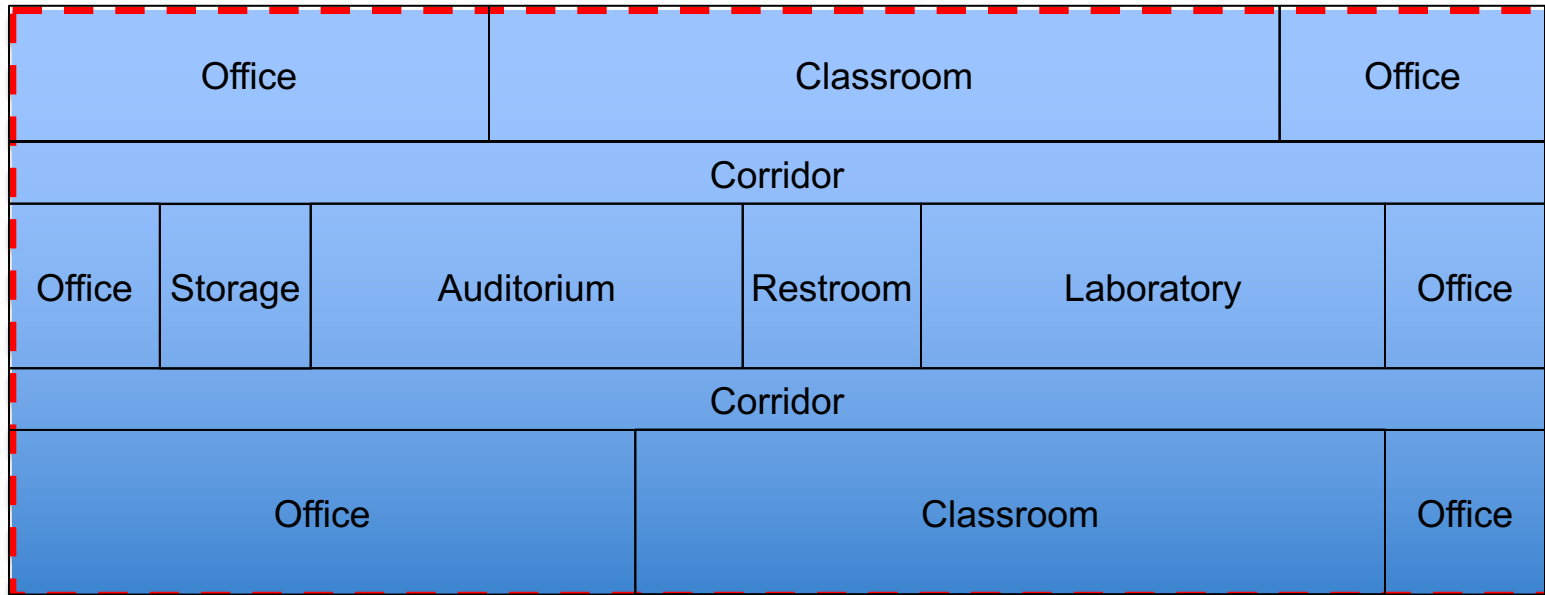 Office Classroom Office
Corridor
Office Storage Auditorium Restroom Laboratory Office
Corridor
Office Classroom Office